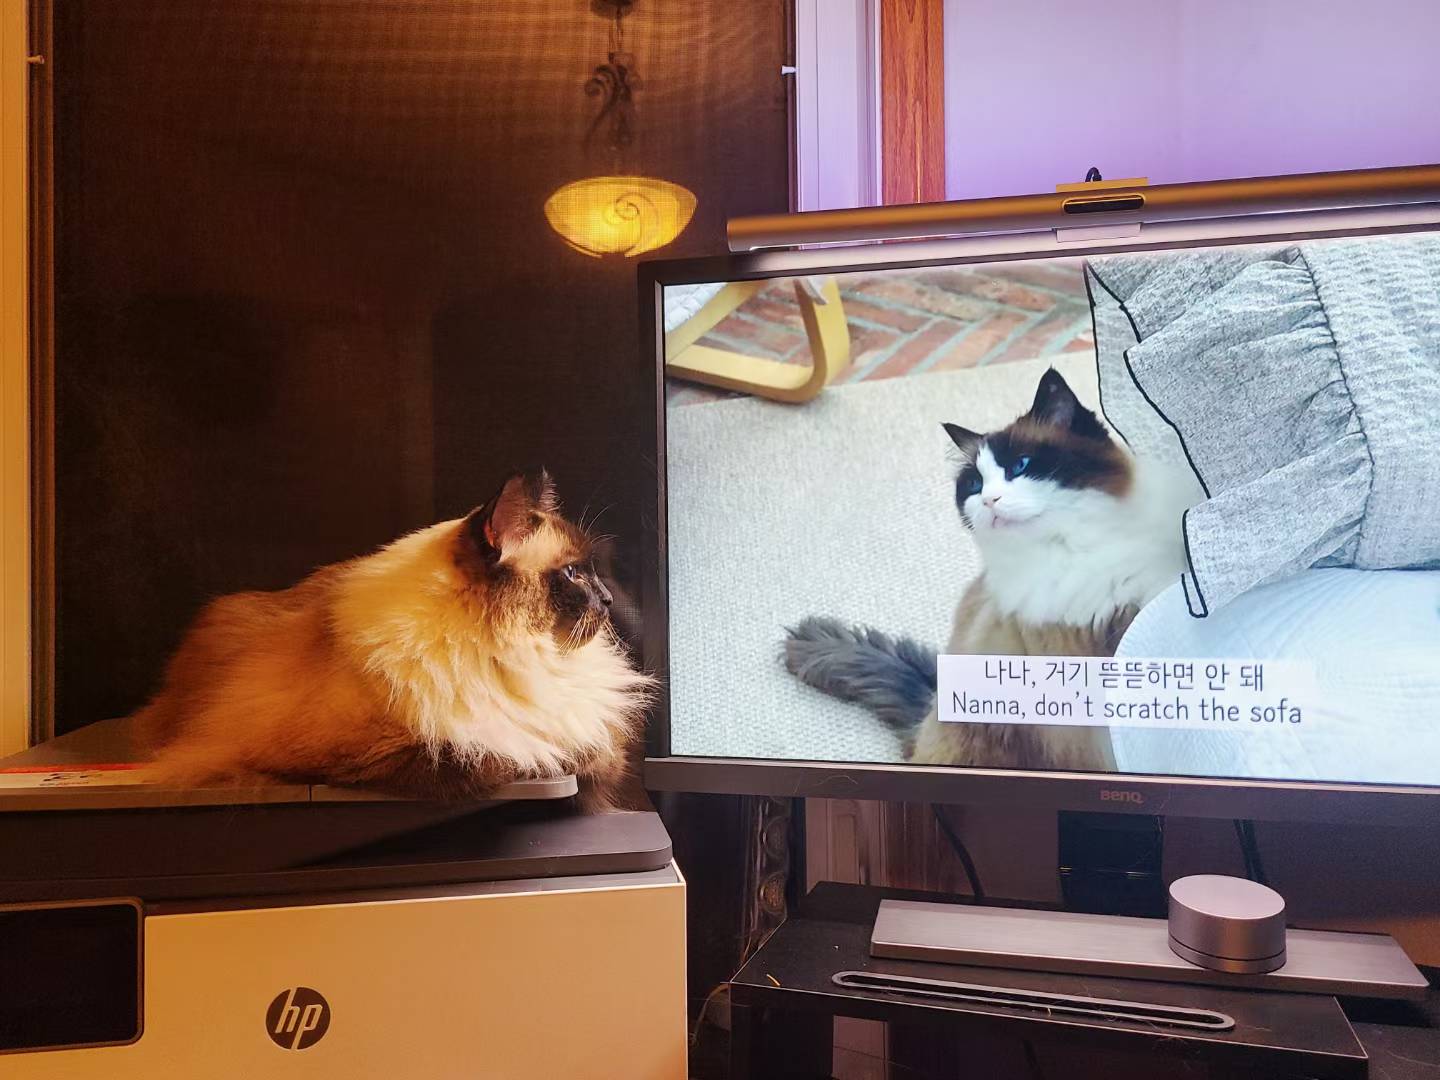 나나, 거기 뜯뜯하면 안 돼
Nanna, don't scratch the sofa
BenQ
hp